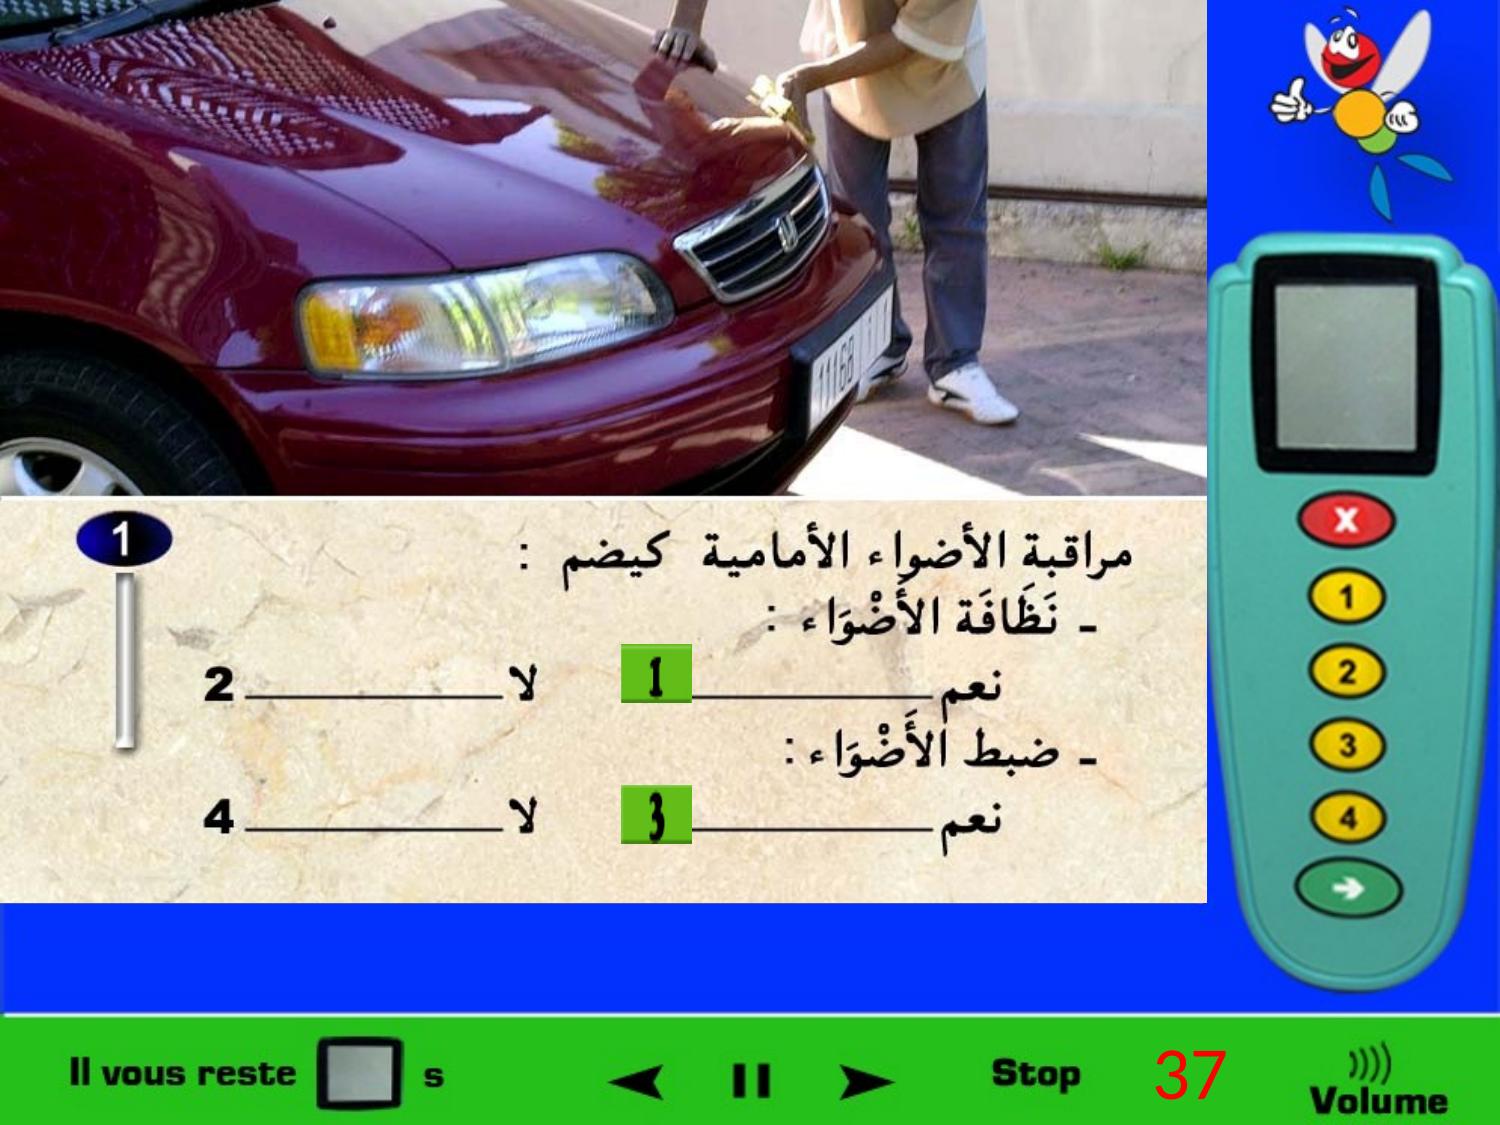 11168
1
مراقبة الأضواء الأمامية كيضم :
ـ نَظَافَة الأَضْوَاء :
نعم 1 لا 2
ـ ضبط الأَضْوَاء :
نعم 3 لا 4
X
1
2
3
4
Il vous reste s
Stop
37
Volume